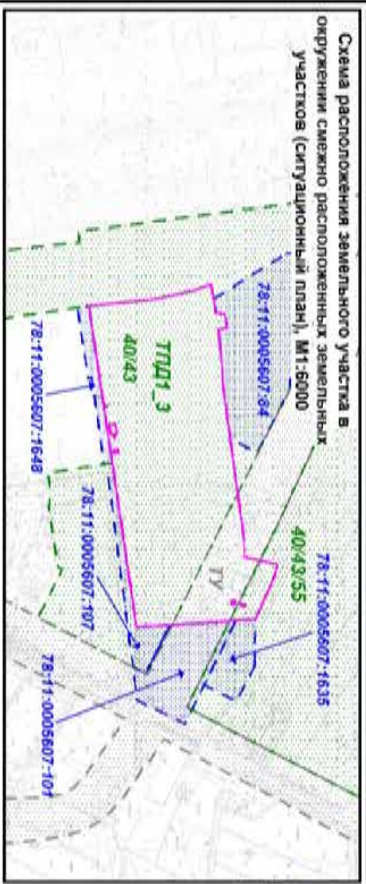 Схема расположения земельного участка в
окружении смежно расположенных земельных
участков (ситуационный план), М1:6000
78:11:0005607:1635
40/43/55
78:11:0005607:84
ТУ
ТПД1_3
40/43
78:11:0005607:101
78:11:0005607:107
78:11:0005607:1648